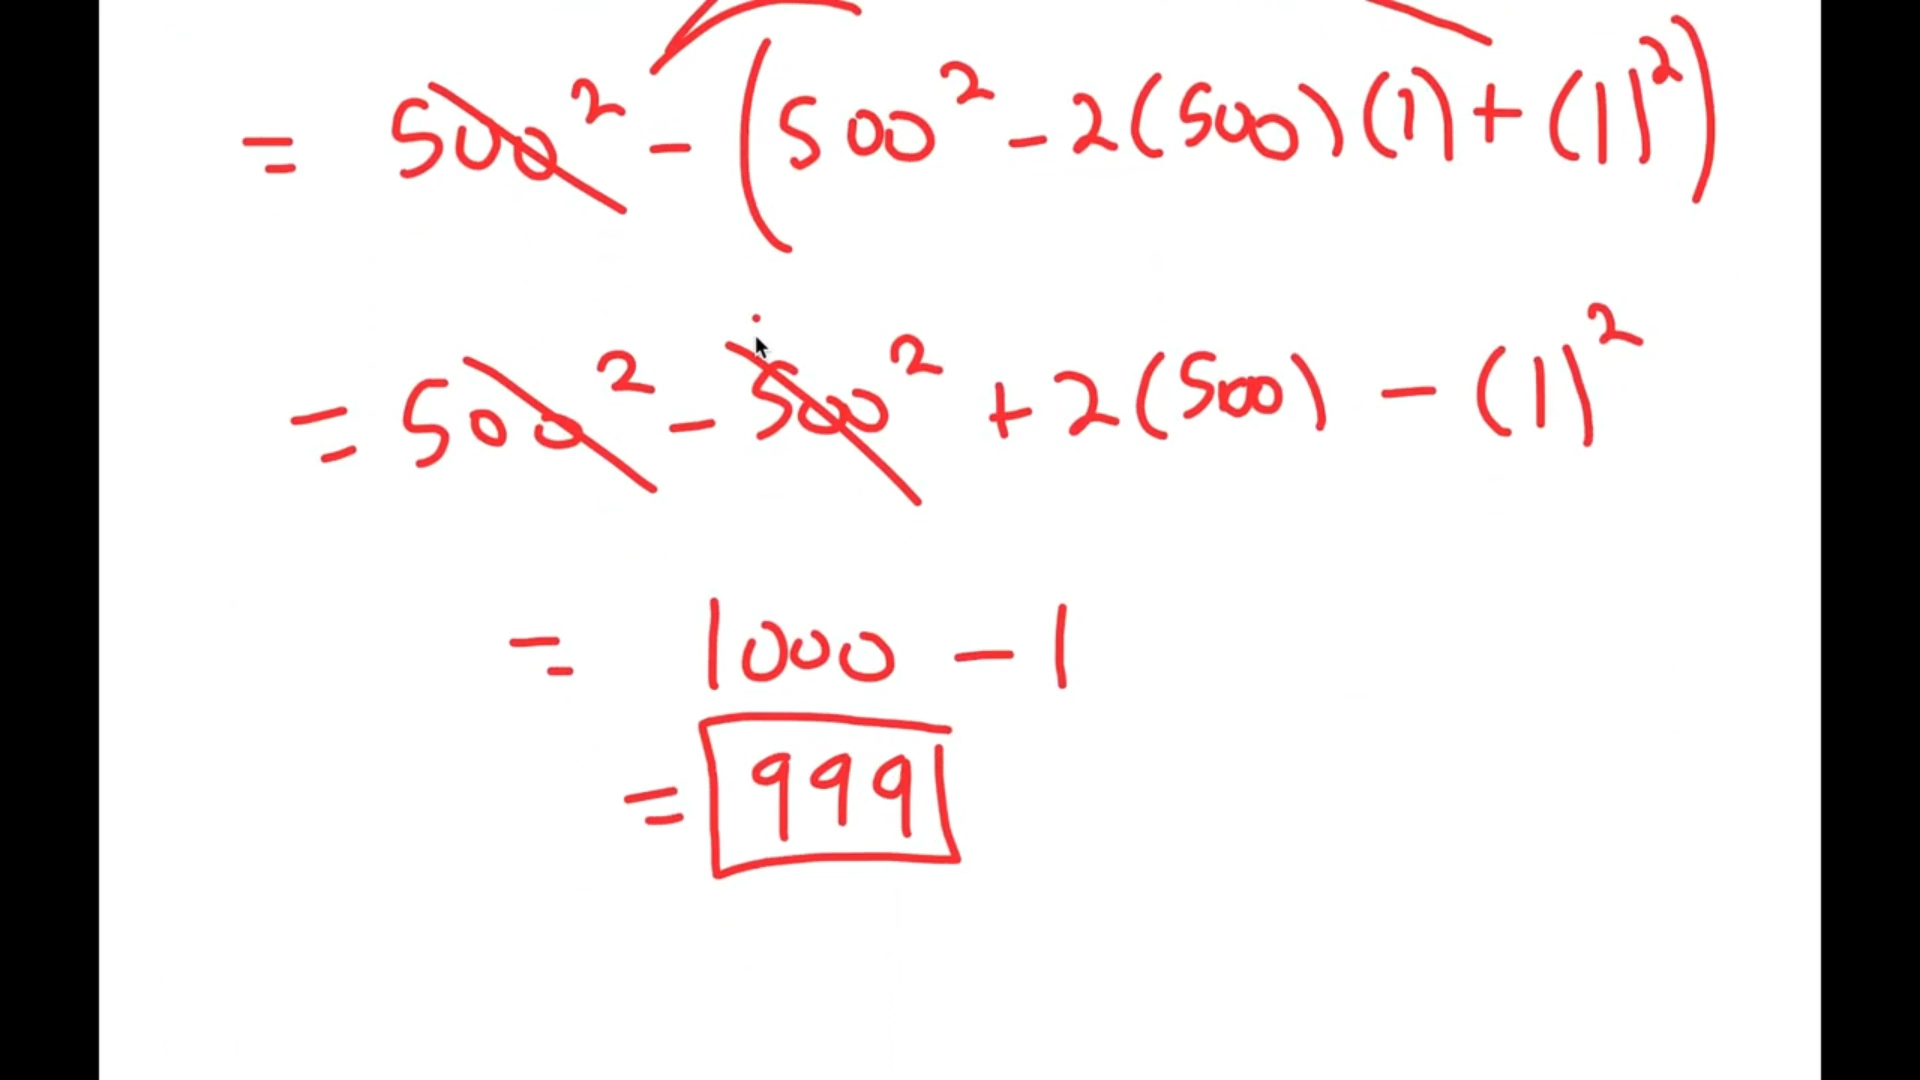 = 500² - (500² - 2(500)(1) + (1)²)
= 500² - 500² + 2(500) - (1)²
= 1000 - 1
= 999